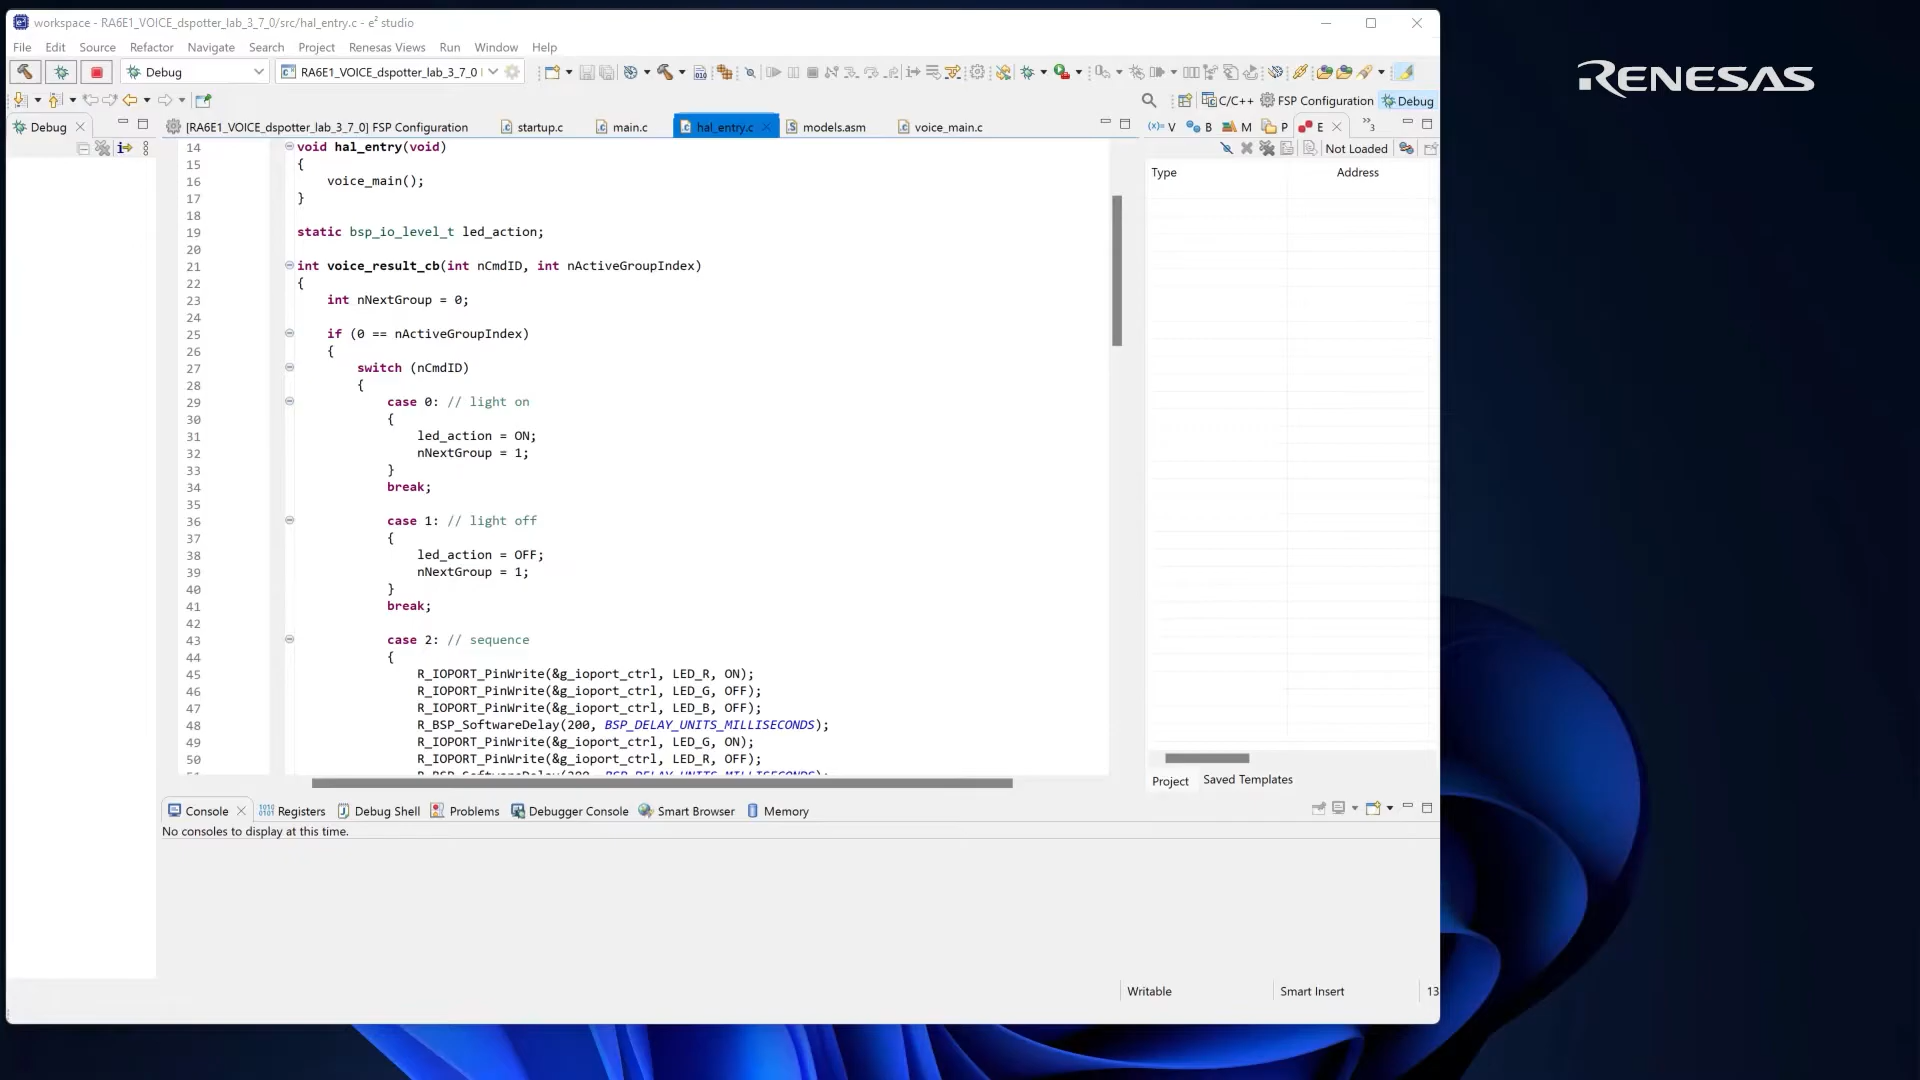 workspace - RA6E1_VOICE_dspotter_lab_3_7_0/src/hal_entry.c - e² studio
File Edit Source Refactor Navigate Search Project Renesas Views Run Window Help
Debug RA6E1_VOICE_dspotter_lab_3_7_0
RENESAS
C/C++ FSP Configuration Debug
Debug
[RA6E1_VOICE_dspotter_lab_3_7_0] FSP Configuration startup.c main.c hal_entry.c models.asm voice_main.c
(x)= V B M P E 3
Not Loaded
Type Address
14 void hal_entry(void)
15 {
16 voice_main();
17 }
18
19 static bsp_io_level_t led_action;
20
21 int voice_result_cb(int nCmdID, int nActiveGroupIndex)
22 {
23 int nNextGroup = 0;
24
25 if (0 == nActiveGroupIndex)
26 {
27 switch (nCmdID)
28 {
29 case 0: // light on
30 {
31 led_action = ON;
32 nNextGroup = 1;
33 }
34 break;
35
36 case 1: // light off
37 {
38 led_action = OFF;
39 nNextGroup = 1;
40 }
41 break;
42
43 case 2: // sequence
44 {
45 R_IOPORT_PinWrite(&g_ioport_ctrl, LED_R, ON);
46 R_IOPORT_PinWrite(&g_ioport_ctrl, LED_G, OFF);
47 R_IOPORT_PinWrite(&g_ioport_ctrl, LED_B, OFF);
48 R_BSP_SoftwareDelay(200, BSP_DELAY_UNITS_MILLISECONDS);
49 R_IOPORT_PinWrite(&g_ioport_ctrl, LED_G, ON);
50 R_IOPORT_PinWrite(&g_ioport_ctrl, LED_R, OFF);
Project Saved Templates
Console Registers Debug Shell Problems Debugger Console Smart Browser Memory
No consoles to display at this time.
Writable Smart Insert 13